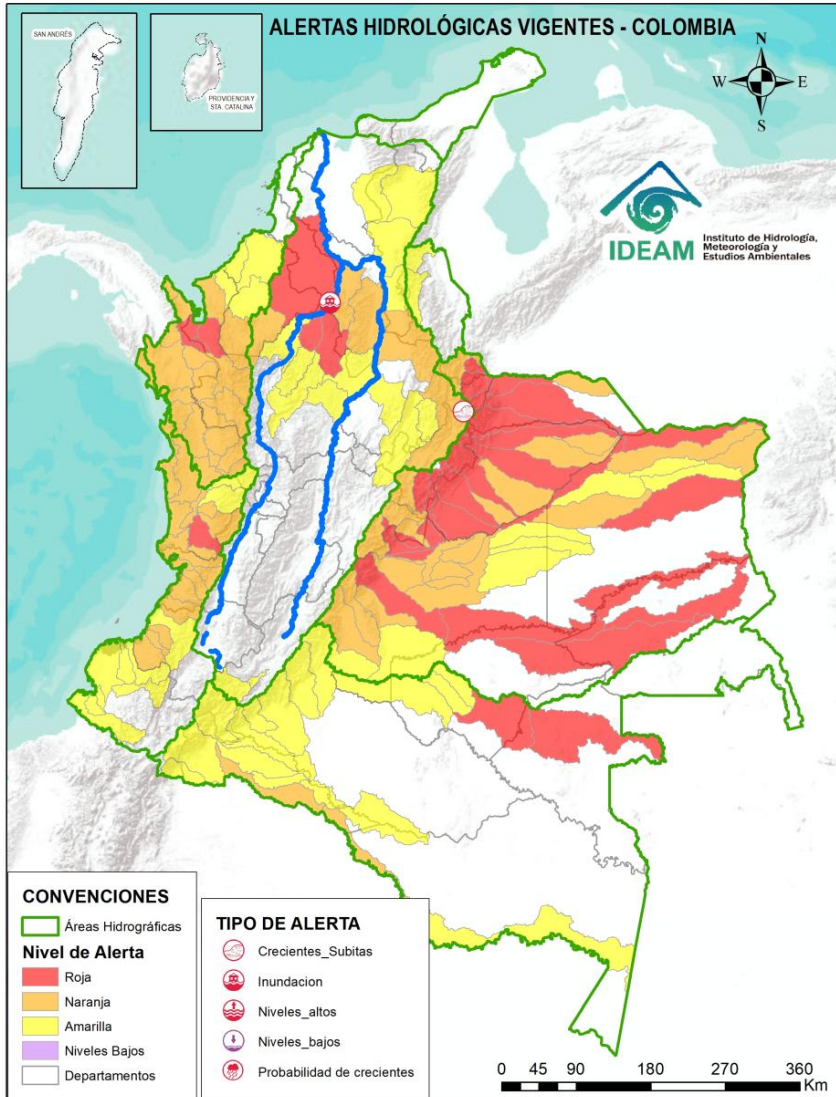 ALERTAS HIDROLÓGICAS VIGENTES - COLOMBIA
SAN ANDRÉS
PROVIDENCIA Y
STA. CATALINA
N
W
E
S
IDEAM
Instituto de Hidrología,
Meteorología y
Estudios Ambientales
CONVENCIONES
Áreas Hidrográficas
Nivel de Alerta
Roja
Naranja
Amarilla
Niveles Bajos
Departamentos
TIPO DE ALERTA
Crecientes_Subitas
Inundacion
Niveles_altos
Niveles_bajos
Probabilidad de crecientes
0 45 90 180 270 360
Km